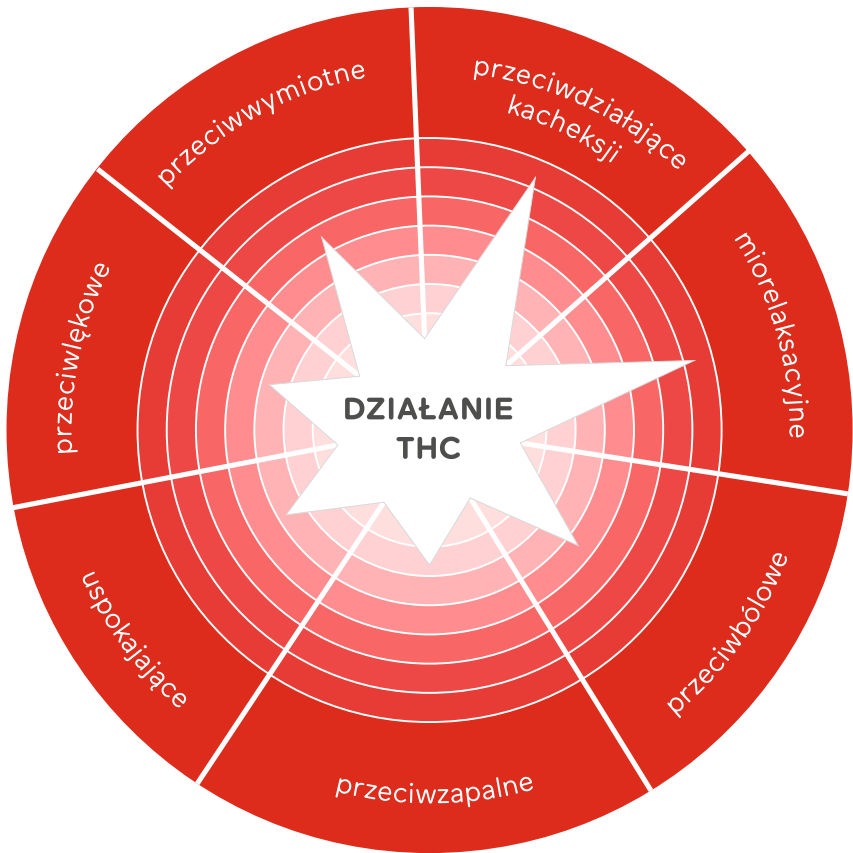 przeciwwymiotne
przeciwdziałające
kacheksji
miorelaksacyjne
przeciwlękowe
DZIAŁANIE
THC
przeciwbólowe
uspokajające
przeciwzapalne